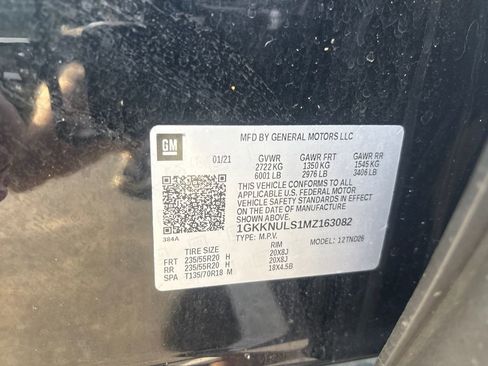 GM
MFD BY GENERAL MOTORS LLC
01/21 GVWR GAWR FRT GAWR RR
2722 KG 1350 KG 1545 KG
6001 LB 2976 LB 3406 LB
THIS VEHICLE CONFORMS TO ALL
APPLICABLE U.S. FEDERAL MOTOR
VEHICLE SAFETY STANDARDS IN EFFECT
ON THE DATE OF MANUFACTURE SHOWN ABOVE.
1GKKNULS1MZ163082
384A
TYPE: M.P.V. MODEL: 12TND26
TIRE SIZE RIM
FRT 235/55R20 H 20X8J
RR 235/55R20 H 20X8J
SPA T135/70R18 M 18X4.5B